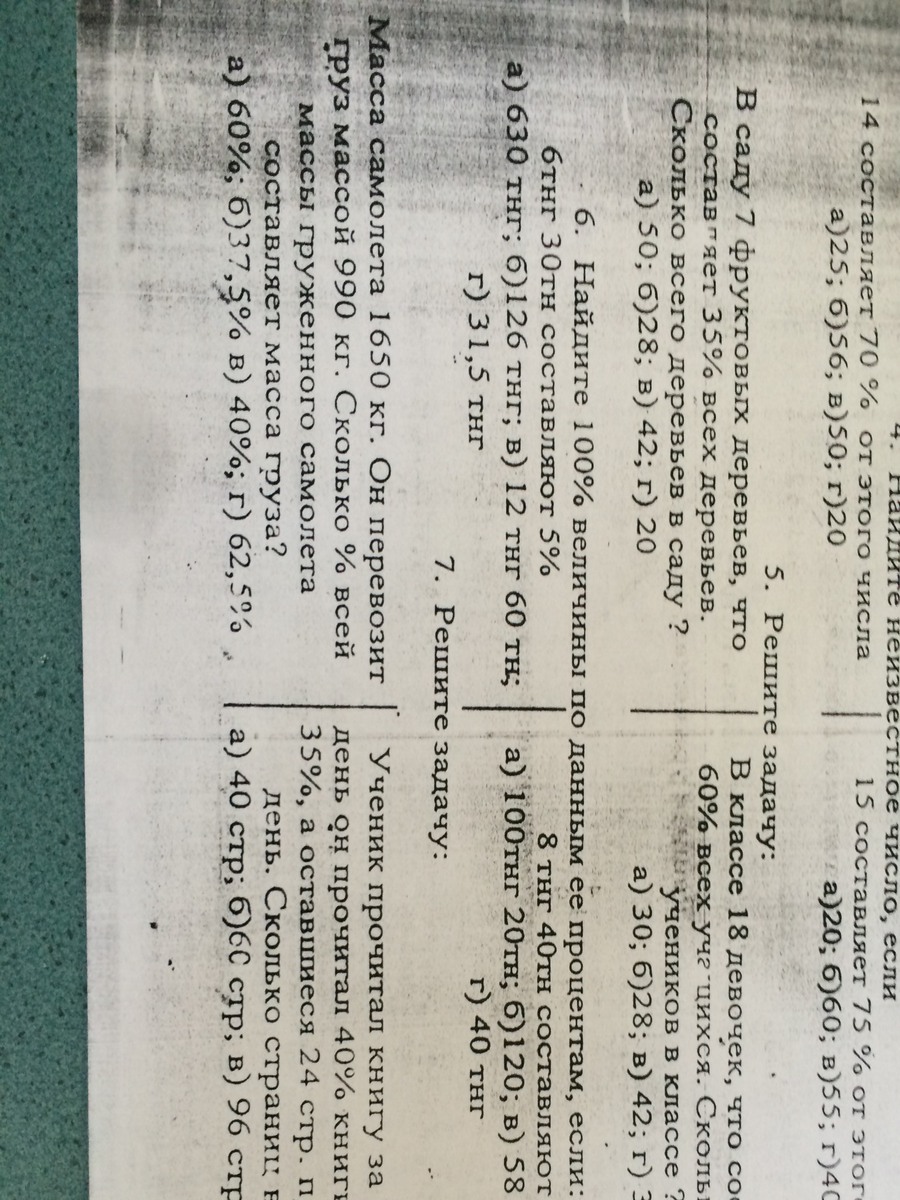 4. Найдите неизвестное число, если
14 составляет 70 % от этого числа
а)25; б)56; в)50; г)20
15 составляет 75 % от этог
а)20; б)60; в)55; г)4
5. Решите задачу:
В саду 7 фруктовых деревьев, что
составляет 35% всех деревьев.
Сколько всего деревьев в саду ?
а) 50; б)28; в) 42; г) 20
В классе 18 девочек, что со
60% всех учащихся. Скольк
учеников в классе ?
а) 30; б)28; в) 42; г) 3
6. Найдите 100% величины по данным ее процентам, если:
6тнг 30тн составляют 5%
а) 630 тнг; б)126 тнг; в) 12 тнг 60 тн;
г) 31,5 тнг
8 тнг 40тн составляют
а) 100тнг 20тн; б)120; в) 58
г) 40 тнг
7. Решите задачу:
Масса самолета 1650 кг. Он перевозит
груз массой 990 кг. Сколько % всей
массы груженного самолета
составляет масса груза?
а) 60%; б)37,5% в) 40%; г) 62,5%
Ученик прочитал книгу за
день он прочитал 40% книги
35%, а оставшиеся 24 стр. п
день. Сколько страниц в
а) 40 стр; б)60 стр; в) 96 стр